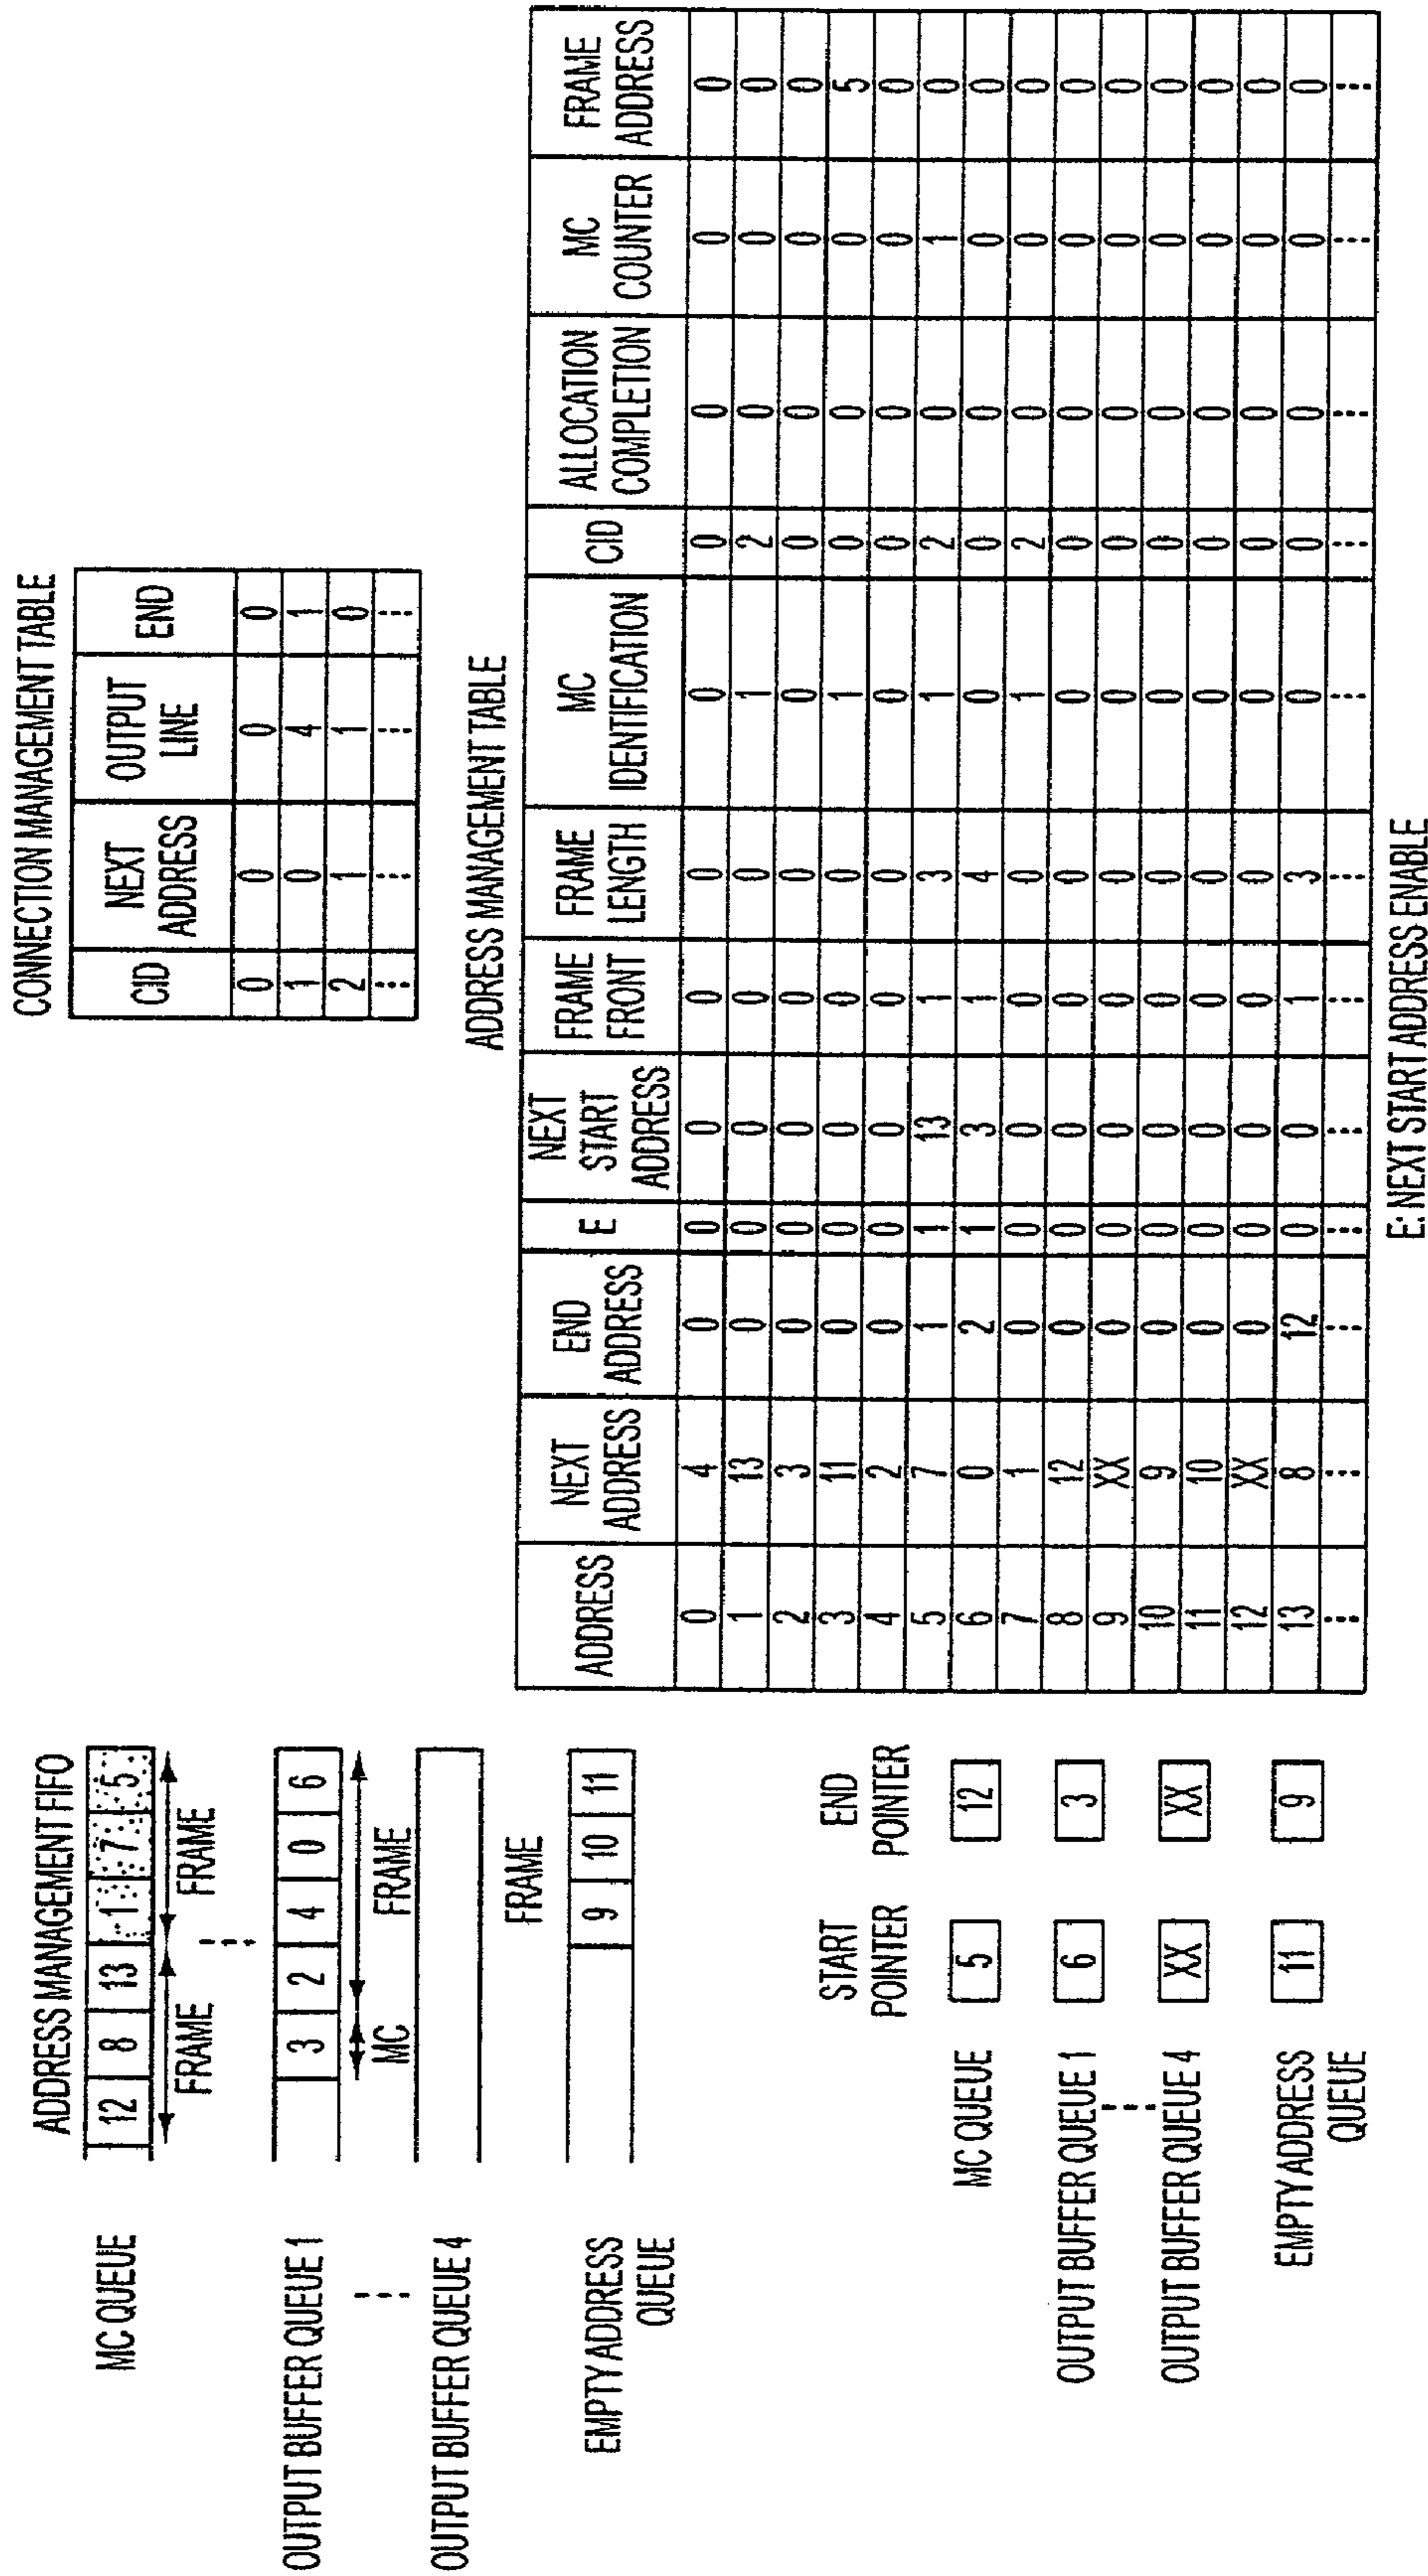 ADDRESS MANAGEMENT FIFO
MC QUEUE
12 8 13 1 7 5
FRAME FRAME
OUTPUT BUFFER QUEUE 1
3 2 4 0 6
MC FRAME
OUTPUT BUFFER QUEUE 4
FRAME
EMPTY ADDRESS QUEUE
9 10 11
START POINTER END POINTER
MC QUEUE 5 12
OUTPUT BUFFER QUEUE 1 6 3
OUTPUT BUFFER QUEUE 4 XX XX
EMPTY ADDRESS QUEUE 11 9
CONNECTION MANAGEMENT TABLE
CID NEXT ADDRESS OUTPUT LINE END
0 0 0 0
1 0 4 1
2 1 1 0
ADDRESS MANAGEMENT TABLE
ADDRESS NEXT ADDRESS END ADDRESS E NEXT START ADDRESS FRAME FRONT FRAME LENGTH MC IDENTIFICATION CID ALLOCATION COMPLETION MC COUNTER FRAME ADDRESS
0 4 0 0 0 0 0 0 0 0 0 0
1 13 0 0 0 0 0 1 2 0 0 0
2 3 0 0 0 0 0 0 0 0 0 0
3 11 0 0 0 0 0 1 0 0 0 5
4 2 0 0 0 0 0 0 0 0 0 0
5 7 1 1 13 1 3 1 2 0 1 0
6 0 2 1 3 1 4 0 0 0 0 0
7 1 0 0 0 0 0 1 2 0 0 0
8 12 0 0 0 0 0 0 0 0 0 0
9 XX 0 0 0 0 0 0 0 0 0 0
10 9 0 0 0 0 0 0 0 0 0 0
11 10 0 0 0 0 0 0 0 0 0 0
12 XX 0 0 0 0 0 0 0 0 0 0
13 8 12 0 0 1 3 0 0 0 0 0
E: NEXT START ADDRESS ENABLE